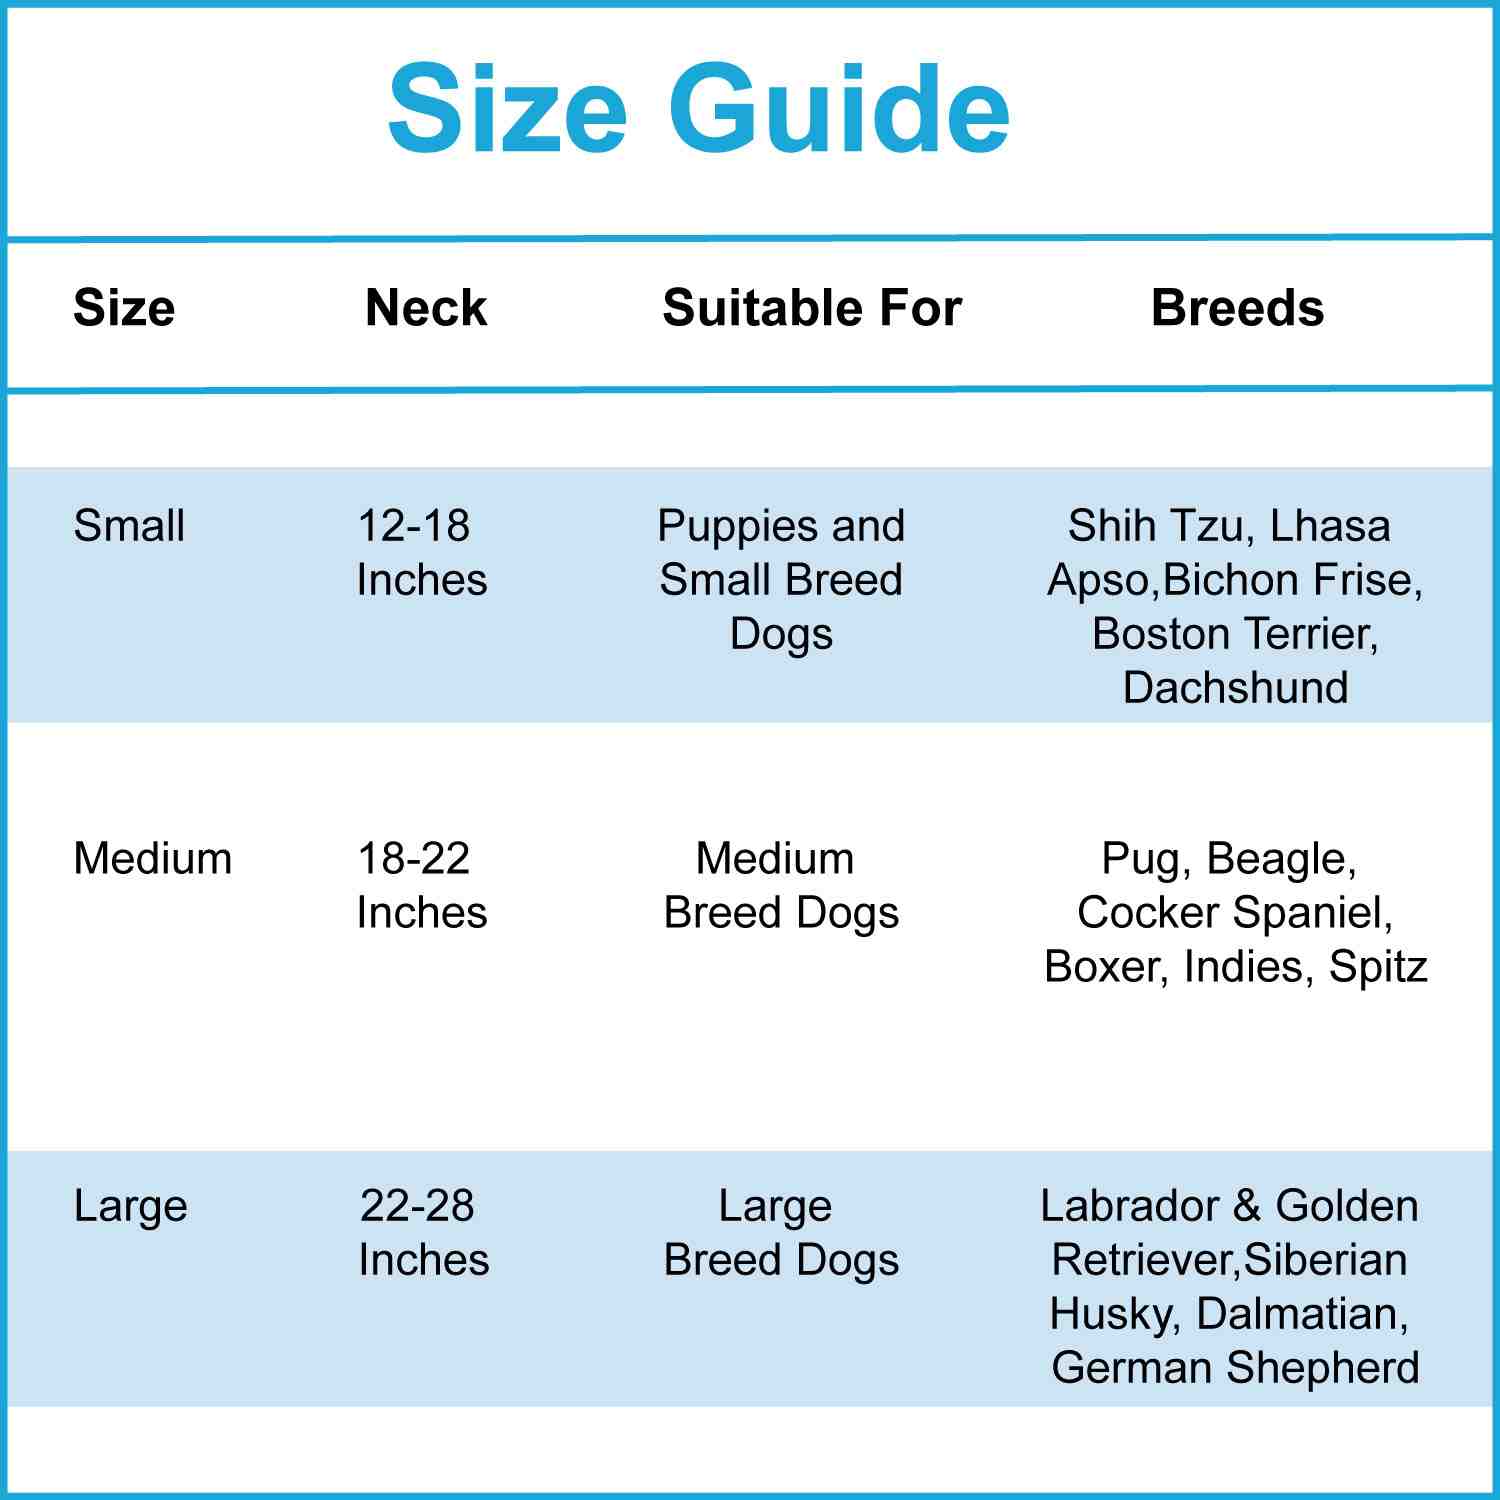 Size Guide
Size Neck Suitable For Breeds
Small 12-18 Puppies and Shih Tzu, Lhasa
Inches Small Breed Apso,Bichon Frise,
Dogs Boston Terrier,
Dachshund
Medium 18-22 Medium Pug, Beagle,
Inches Breed Dogs Cocker Spaniel,
Boxer, Indies, Spitz
Large 22-28 Large Labrador & Golden
Inches Breed Dogs Retriever,Siberian
Husky, Dalmatian,
German Shepherd